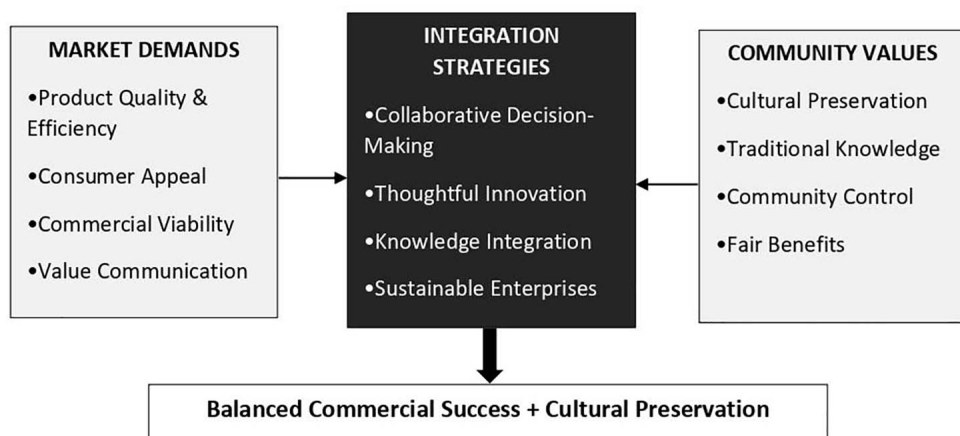 MARKET DEMANDS
•Product Quality &
Efficiency
•Consumer Appeal
•Commercial Viability
•Value Communication
INTEGRATION
STRATEGIES
•Collaborative Decision-
Making
•Thoughtful Innovation
•Knowledge Integration
•Sustainable Enterprises
COMMUNITY VALUES
•Cultural Preservation
•Traditional Knowledge
•Community Control
•Fair Benefits
Balanced Commercial Success + Cultural Preservation